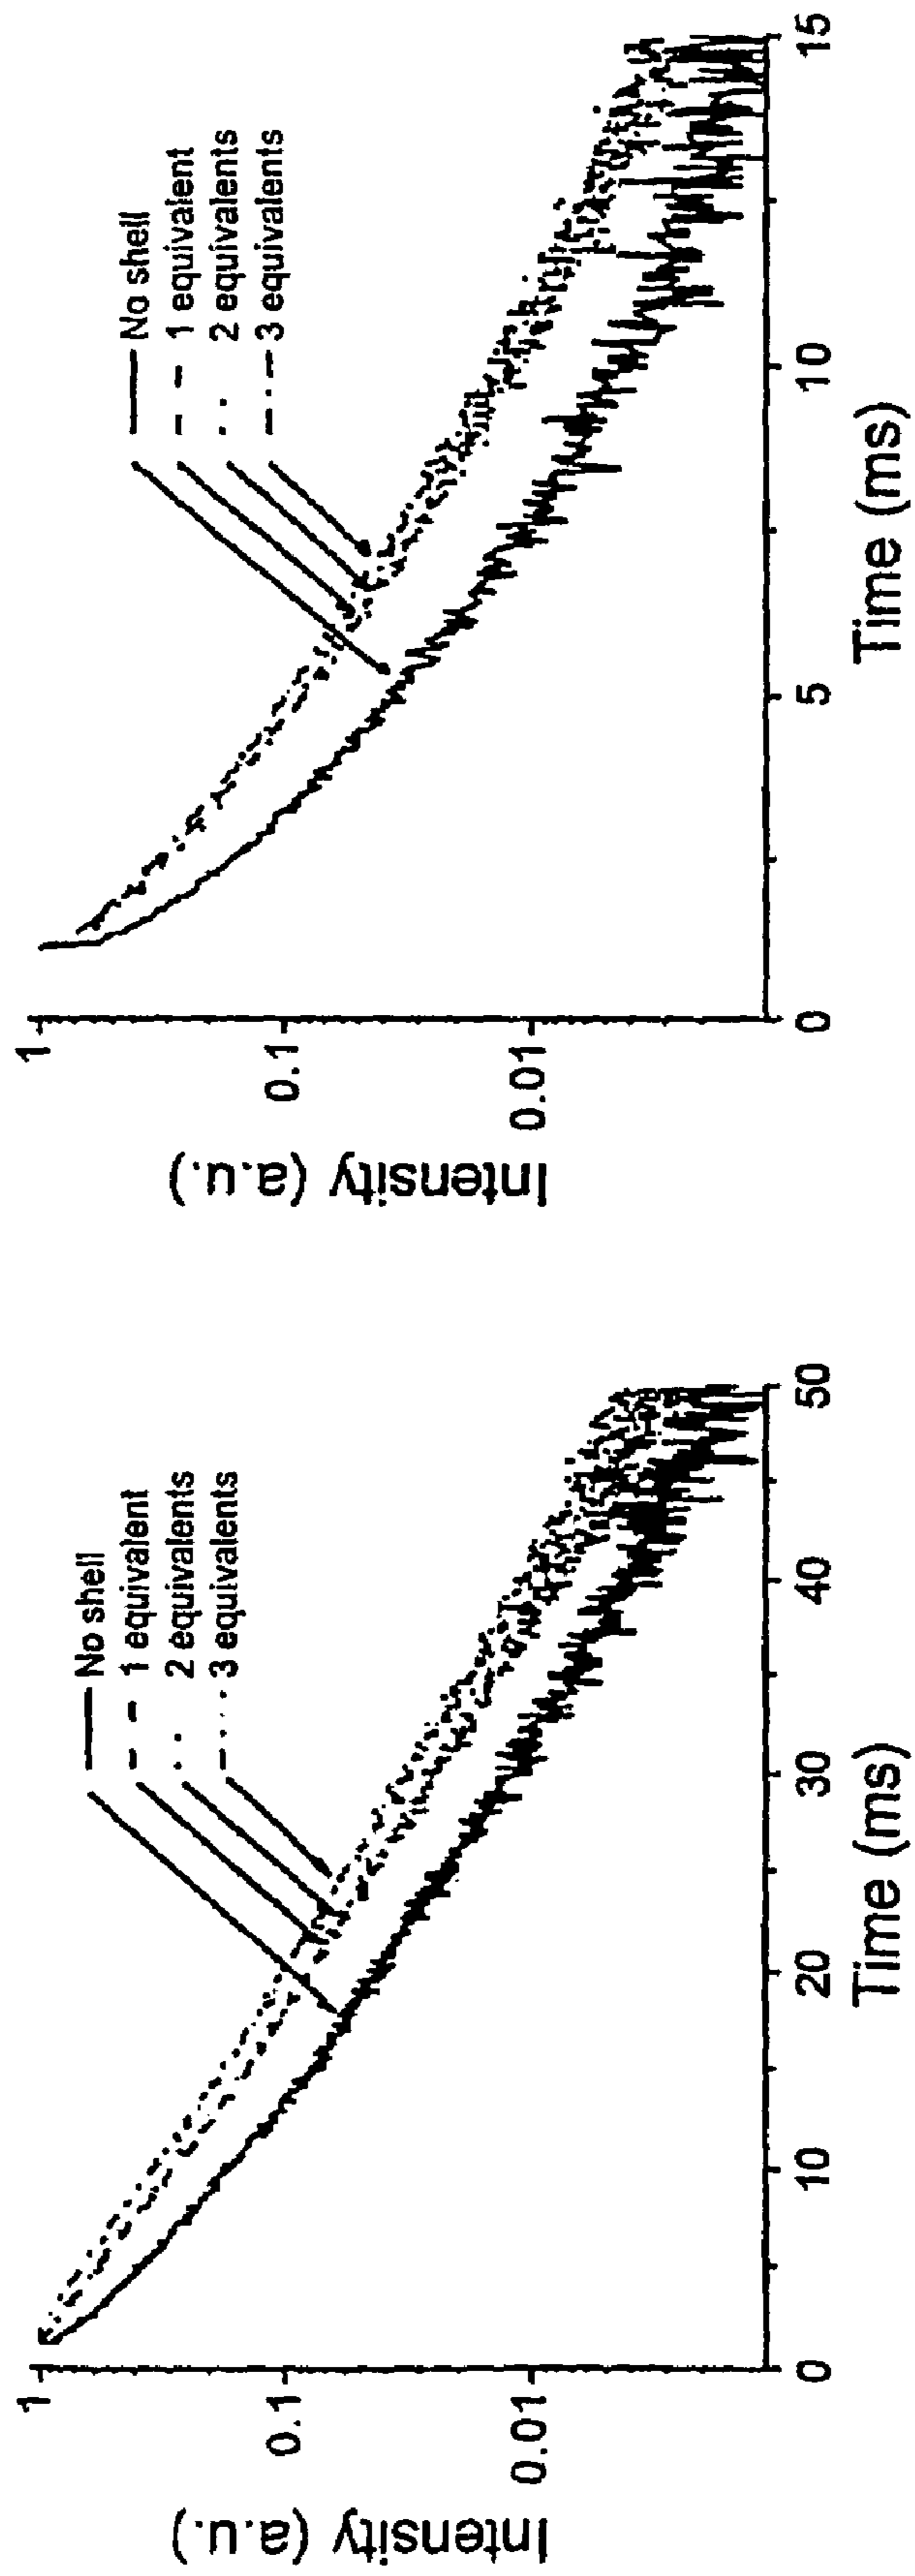 Intensity (a.u.)
1
0.1
0.01
No shell
1 equivalent
2 equivalents
3 equivalents
0
10
20
30
40
50
Time (ms)
Intensity (a.u.)
1
0.1
0.01
No shell
1 equivalent
2 equivalents
3 equivalents
0
5
10
15
Time (ms)